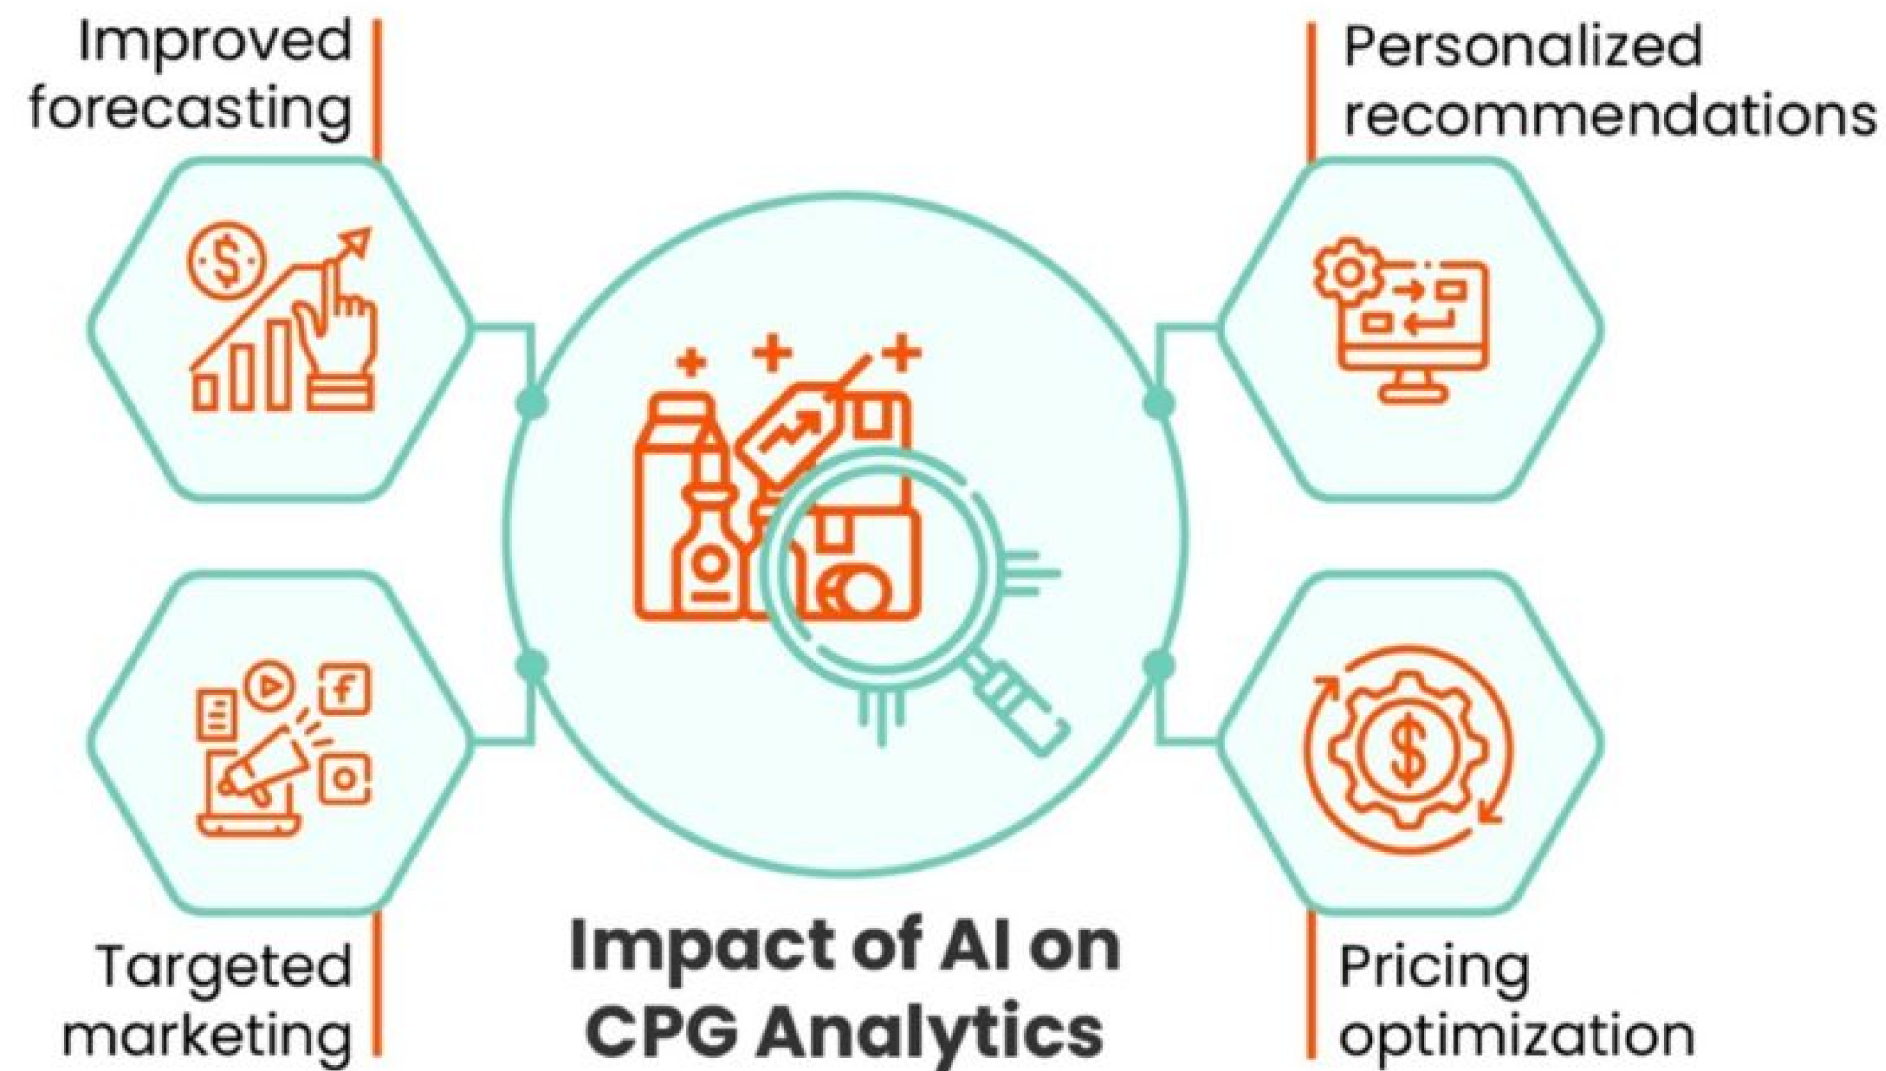 Improved
forecasting
Personalized
recommendations
$
f
$
Targeted
marketing
Impact of AI on
CPG Analytics
Pricing
optimization